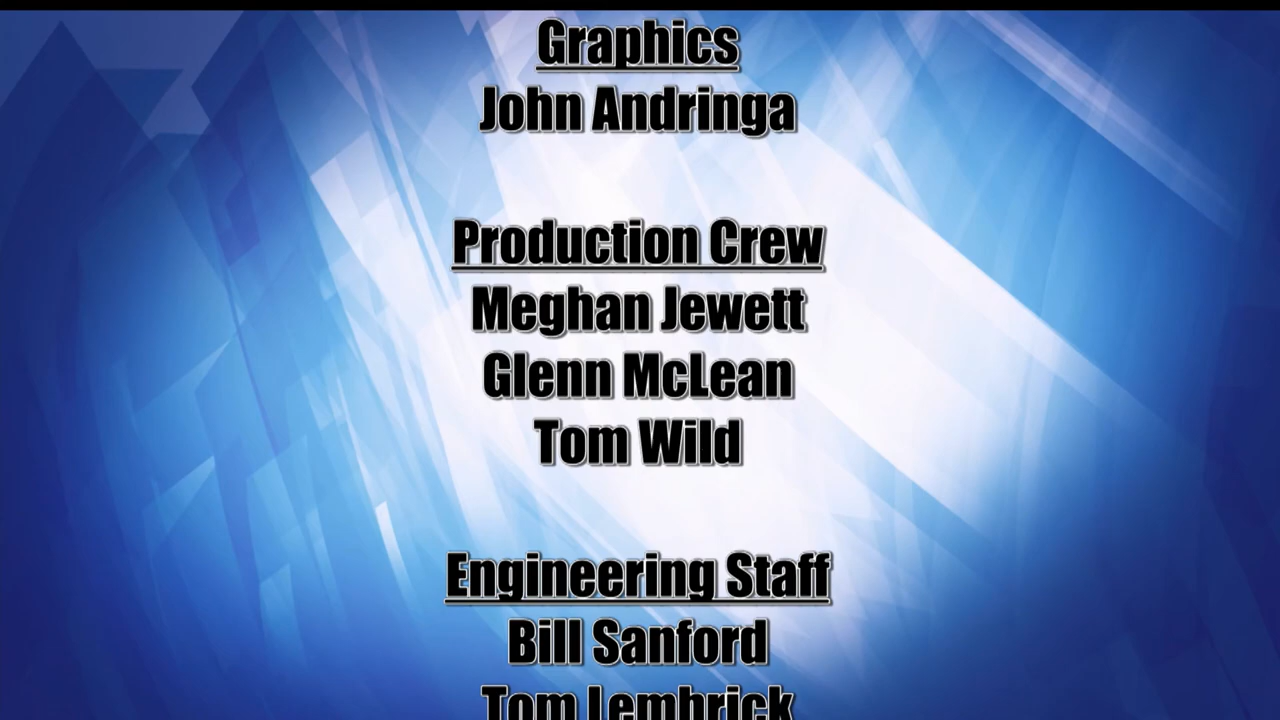 Graphics
John Andringa
Production Crew
Meghan Jewett
Glenn McLean
Tom Wild
Engineering Staff
Bill Sanford
Tom Lembrick